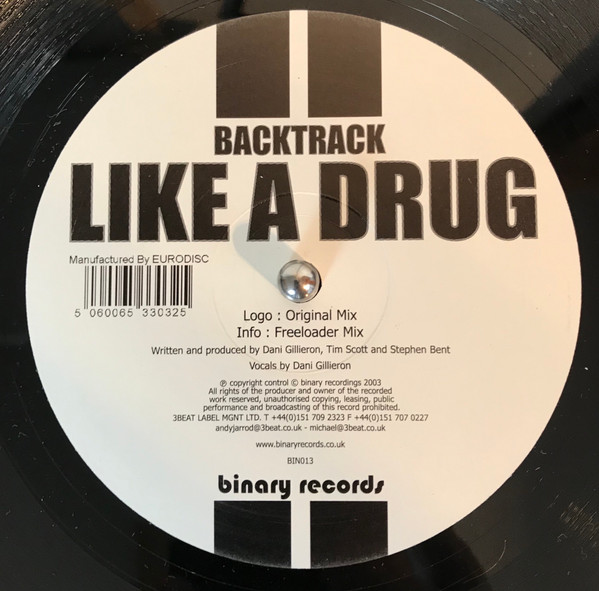 BACKTRACK
LIKE A DRUG
Manufactured By EURODISC
5 060065 330325
Logo : Original Mix
Info : Freeloader Mix
Written and produced by Dani Gillieron, Tim Scott and Stephen Bent
Vocals by Dani Gillieron
℗ copyright control © binary recordings 2003
All rights of the producer and owner of the recorded
work reserved, unauthorised copying, leasing, public
performance and broadcasting of this record prohibited.
3BEAT LABEL MGNT LTD. T +44(0)151 709 2323 F +44(0)151 707 0227
andyjarrod@3beat.co.uk - michael@3beat.co.uk
www.binaryrecords.co.uk
BIN013
binary records